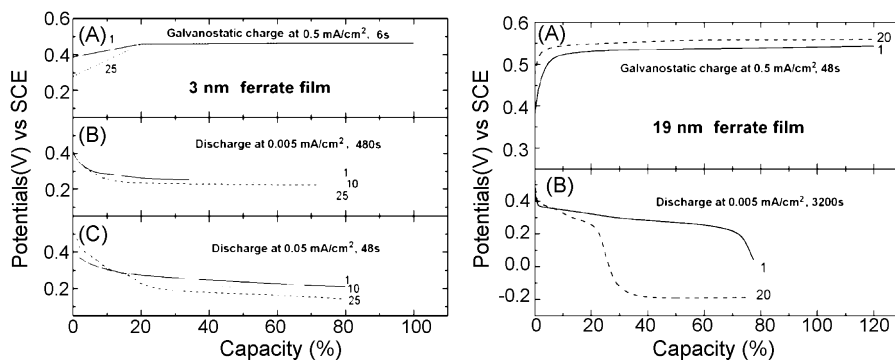 (A)
Galvanostatic charge at 0.5 mA/cm², 6s
1
25
3 nm ferrate film
(B)
Discharge at 0.005 mA/cm², 480s
1
10
25
(C)
Discharge at 0.05 mA/cm², 48s
1
10
25
0.6
0.4
0.2
0.4
0.2
0.4
0.2
0
20
40
60
80
100
Potentials(V) vs SCE
Capacity (%)
(A)
20
1
Galvanostatic charge at 0.5 mA/cm², 48s
19 nm ferrate film
(B)
Discharge at 0.005 mA/cm², 3200s
1
20
0.6
0.5
0.4
0.3
0.4
0.2
0.0
-0.2
0
20
40
60
80
100
120
Potentials(V) vs SCE
Capacity (%)